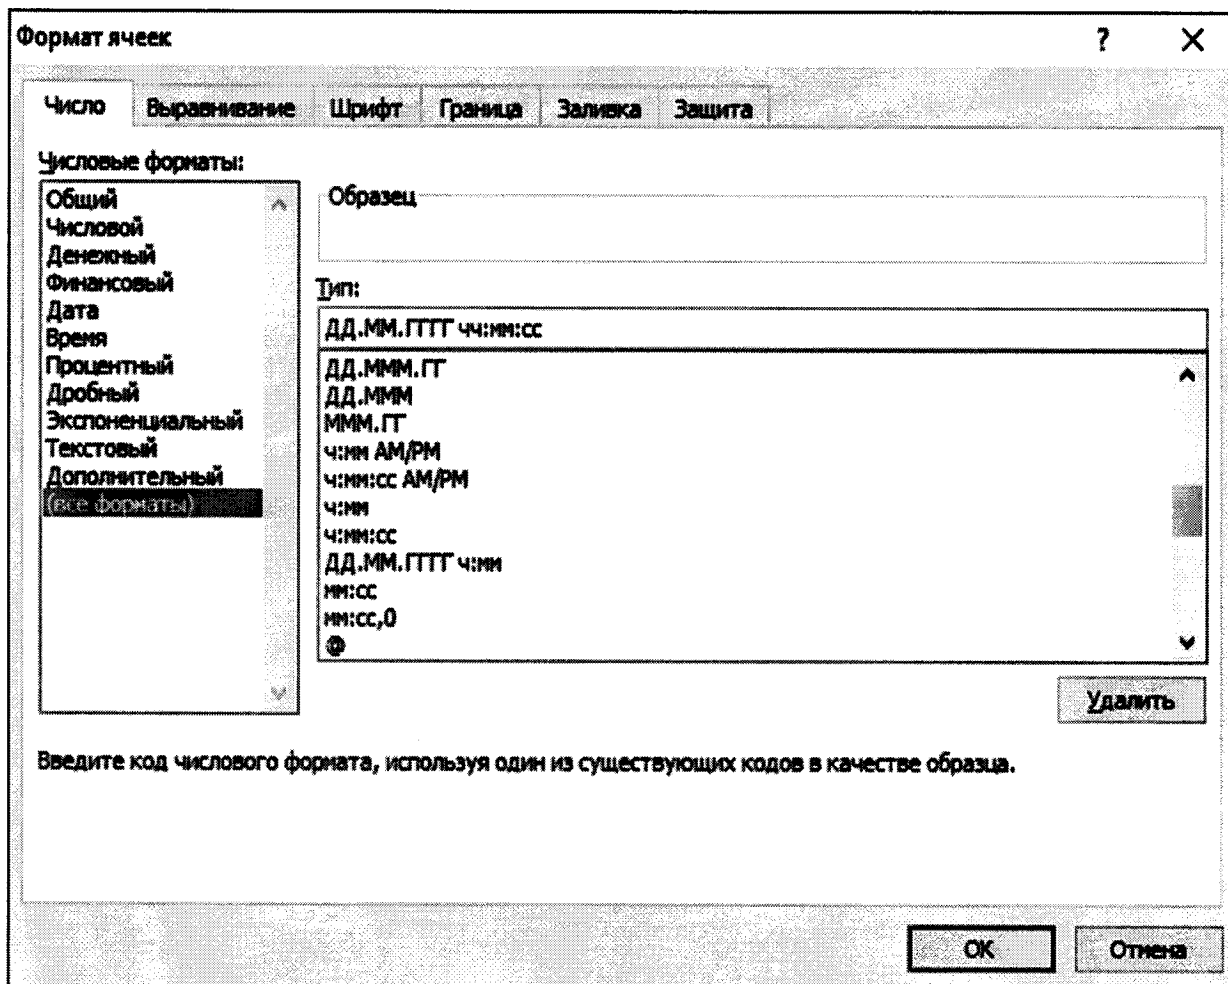 Формат ячеек
?
Число
Выравнивание
Шрифт
Граница
Заливка
Защита
Числовые форматы:
Общий
Числовой
Денежный
Финансовый
Дата
Время
Процентный
Дробный
Экспоненциальный
Текстовый
Дополнительный
(все форматы)
Образец
Тип:
ДД.ММ.ГГГГ чч:мм:сс
ДД.МММ.ГГ
ДД.МММ
МММ.ГГ
ч:мм AM/PM
ч:мм:сс AM/PM
ч:мм
ч:мм:сс
ДД.ММ.ГГГГ ч:мм
мм:сс
мм:сс,0
@
Удалить
Введите код числового формата, используя один из существующих кодов в качестве образца.
ОК
Отмена